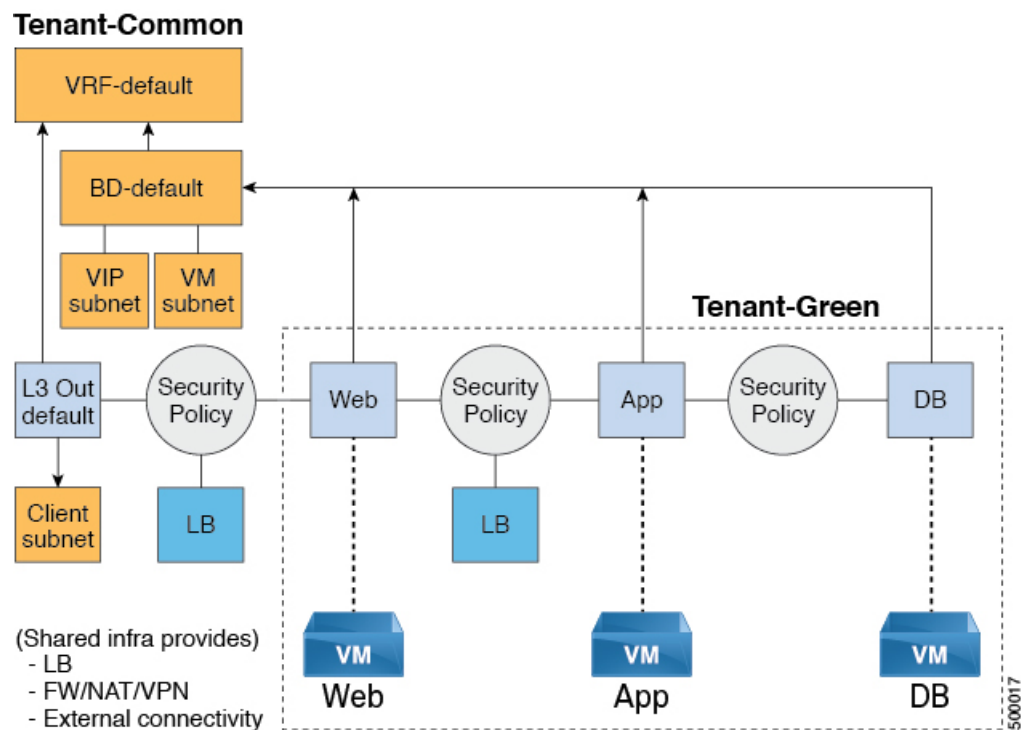 Tenant-Common
VRF-default
BD-default
VIP
subnet
VM
subnet
Tenant-Green
L3 Out
default
Security
Policy
Web
Security
Policy
App
Security
Policy
DB
Client
subnet
LB
LB
(Shared infra provides)
- LB
- FW/NAT/VPN
- External connectivity
VM
Web
VM
App
VM
DB
500017